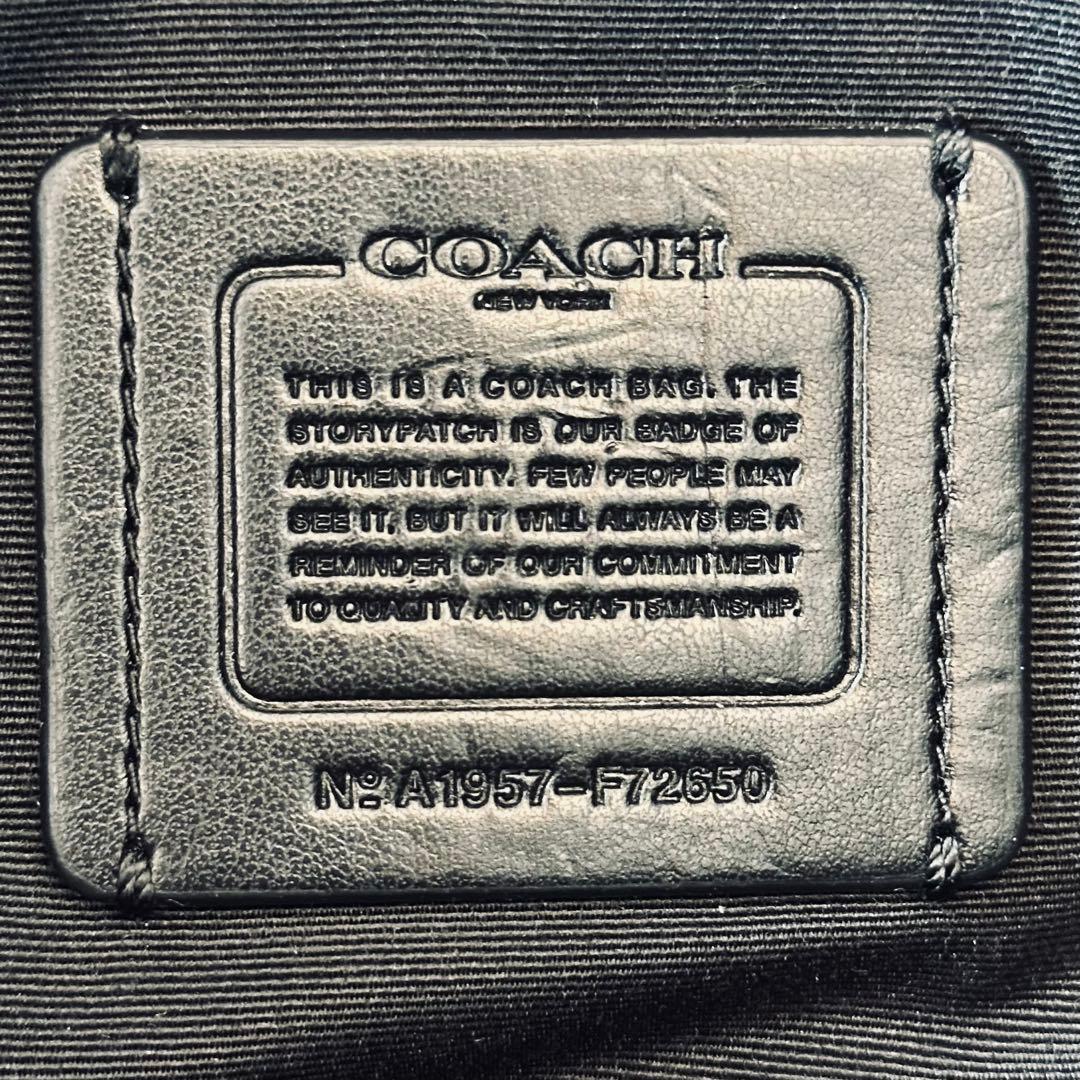 COACH
NEW YORK
THIS IS A COACH BAG. THE
STORYPATCH IS OUR BADGE OF
AUTHENTICITY. FEW PEOPLE MAY
SEE IT, BUT IT WILL ALWAYS BE A
REMINDER OF OUR COMMITMENT
TO QUALITY AND CRAFTSMANSHIP.
Nº A1957-F72650